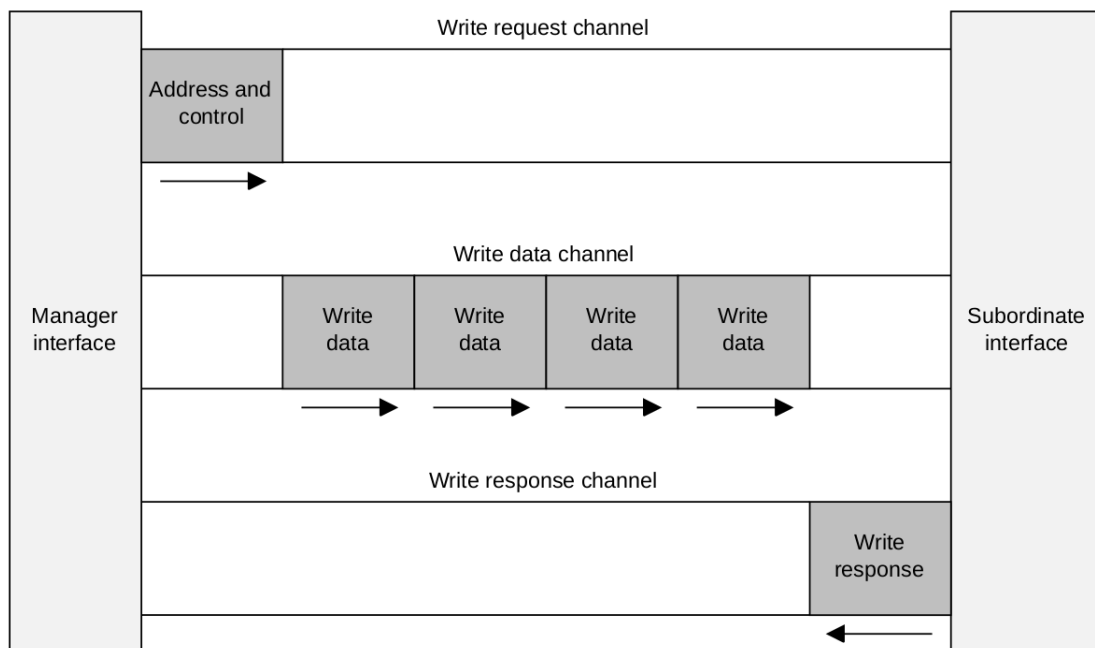 Write request channel
Address and
control
Write data channel
Manager
interface
Write
data
Write
data
Write
data
Write
data
Subordinate
interface
Write response channel
Write
response